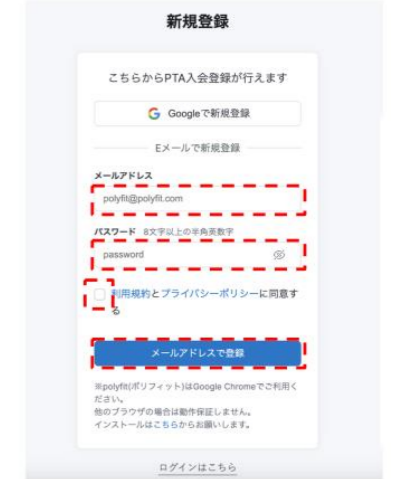 新規登録
こちらからPTA入会登録が行えます
Googleで新規登録
Eメールで新規登録
メールアドレス
polyfit@polyfit.com
パスワード 8文字以上の半角英数字
password
利用規約とプライバシーポリシーに同意す
る
メールアドレスで登録
※polyfit(ポリフィット)はGoogle Chromeでご利用く
ださい。
他のブラウザの場合は動作保証しません。
インストールはこちらからお願いします。
ログインはこちら